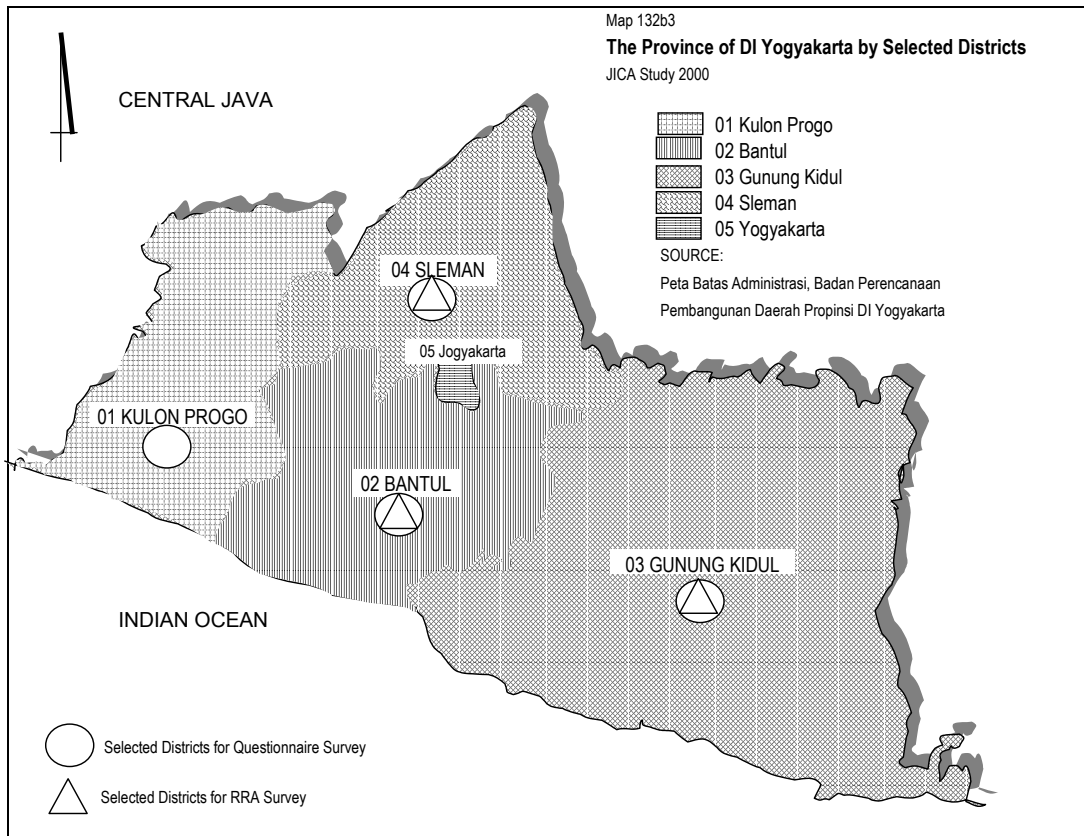 Map 132b3
The Province of DI Yogyakarta by Selected Districts
JICA Study 2000
01 Kulon Progo
02 Bantul
03 Gunung Kidul
04 Sleman
05 Yogyakarta
SOURCE:
Peta Batas Administrasi, Badan Perencanaan
Pembangunan Daerah Propinsi DI Yogyakarta
CENTRAL JAVA
04 SLEMAN
05 Jogyakarta
01 KULON PROGO
02 BANTUL
03 GUNUNG KIDUL
INDIAN OCEAN
Selected Districts for Questionnaire Survey
Selected Districts for RRA Survey